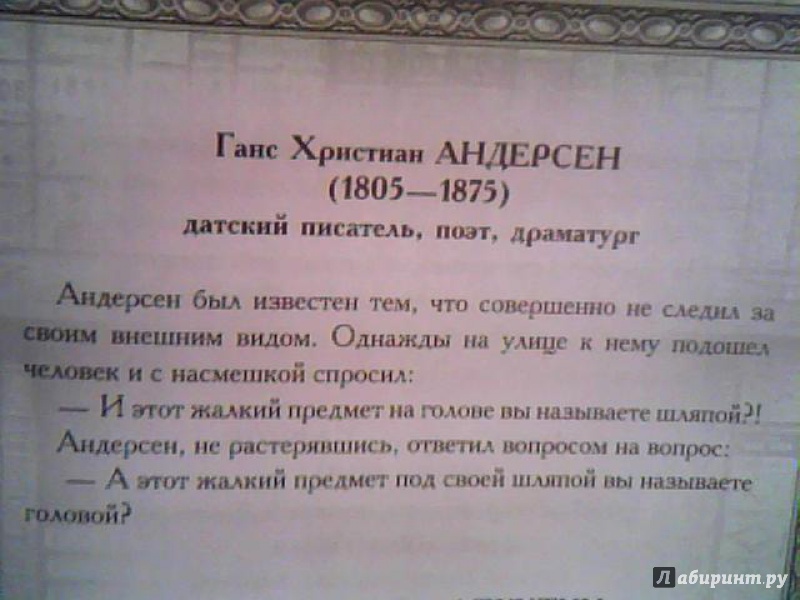 Ганс Христиан АНДЕРСЕН
(1805—1875)
датский писатель, поэт, драматург
Андерсен был известен тем, что совершенно не следил за
своим внешним видом. Однажды на улице к нему подошел
человек и с насмешкой спросил:
— И этот жалкий предмет на голове вы называете шляпой?!
Андерсен, не растерявшись, ответил вопросом на вопрос:
— А этот жалкий предмет под своей шляпой вы называете
головой?
Лабиринт.ру